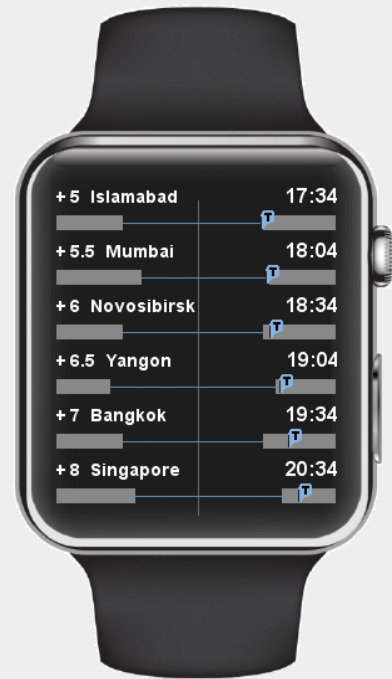 +5 Islamabad 17:34
T
+5.5 Mumbai 18:04
T
+6 Novosibirsk 18:34
T
+6.5 Yangon 19:04
T
+7 Bangkok 19:34
T
+8 Singapore 20:34
T